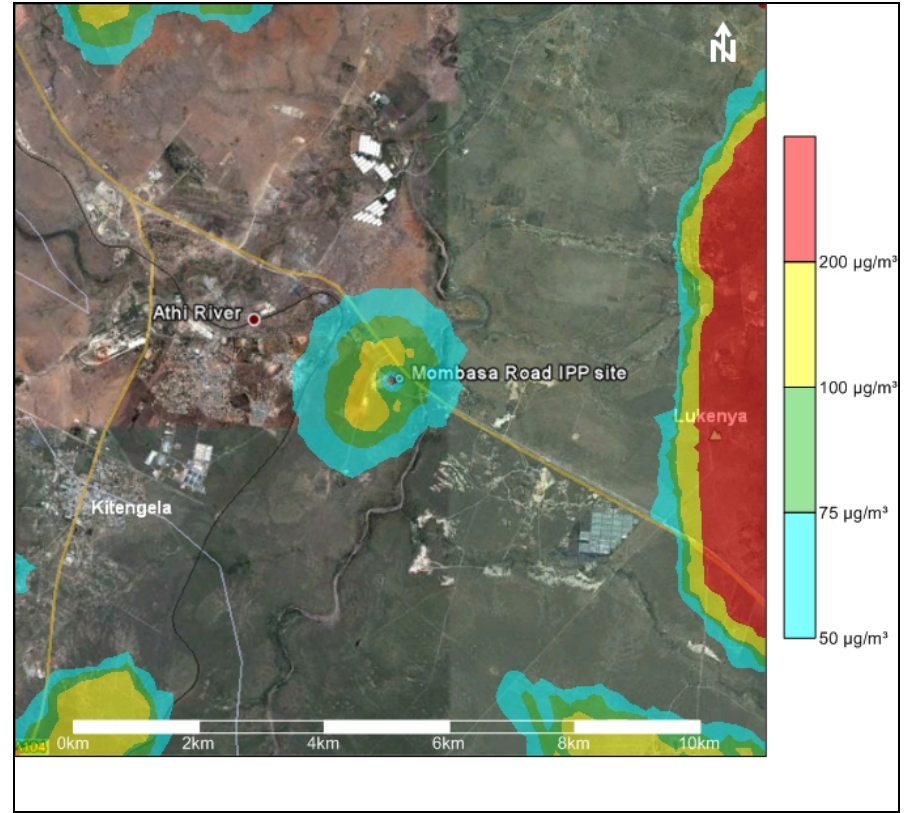 N
200 µg/m³
Athi River
Mombasa Road IPP site
100 µg/m³
Lukenya
Kitengela
75 µg/m³
50 µg/m³
A104
0km 2km 4km 6km 8km 10km